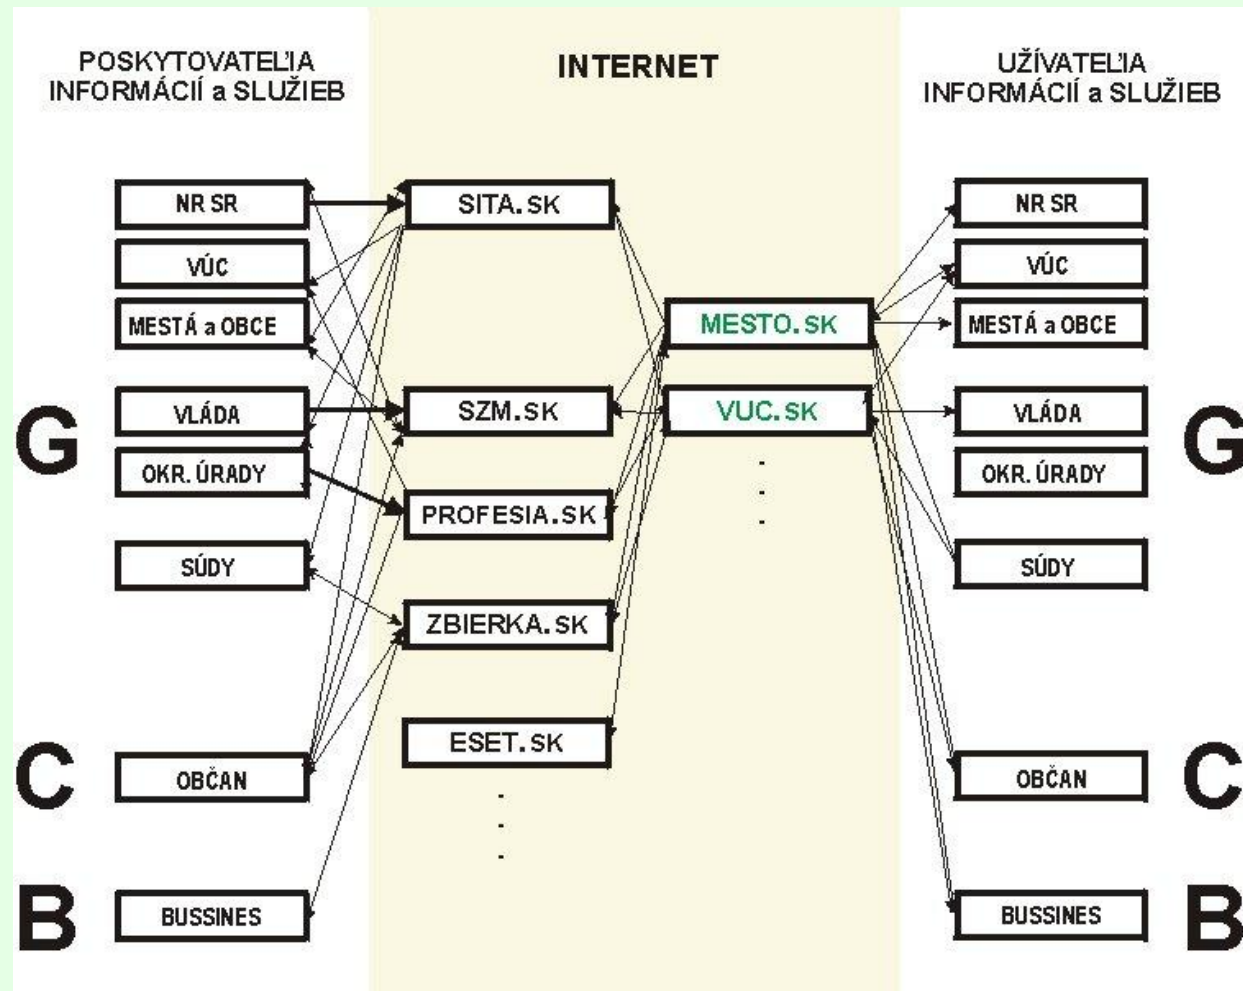 POSKYTOVATEĽIA
INFORMÁCIÍ a SLUŽIEB
INTERNET
UŽÍVATEĽIA
INFORMÁCIÍ a SLUŽIEB
NR SR
VÚC
MESTÁ a OBCE
G
VLÁDA
OKR. ÚRADY
SÚDY
C
OBČAN
B
BUSSINES
SITA.SK
SZM.SK
PROFESIA.SK
ZBIERKA.SK
ESET.SK
.
.
.
MESTO.SK
VUC.SK
.
.
.
NR SR
VÚC
MESTÁ a OBCE
VLÁDA
G
OKR. ÚRADY
SÚDY
OBČAN
C
BUSSINES
B